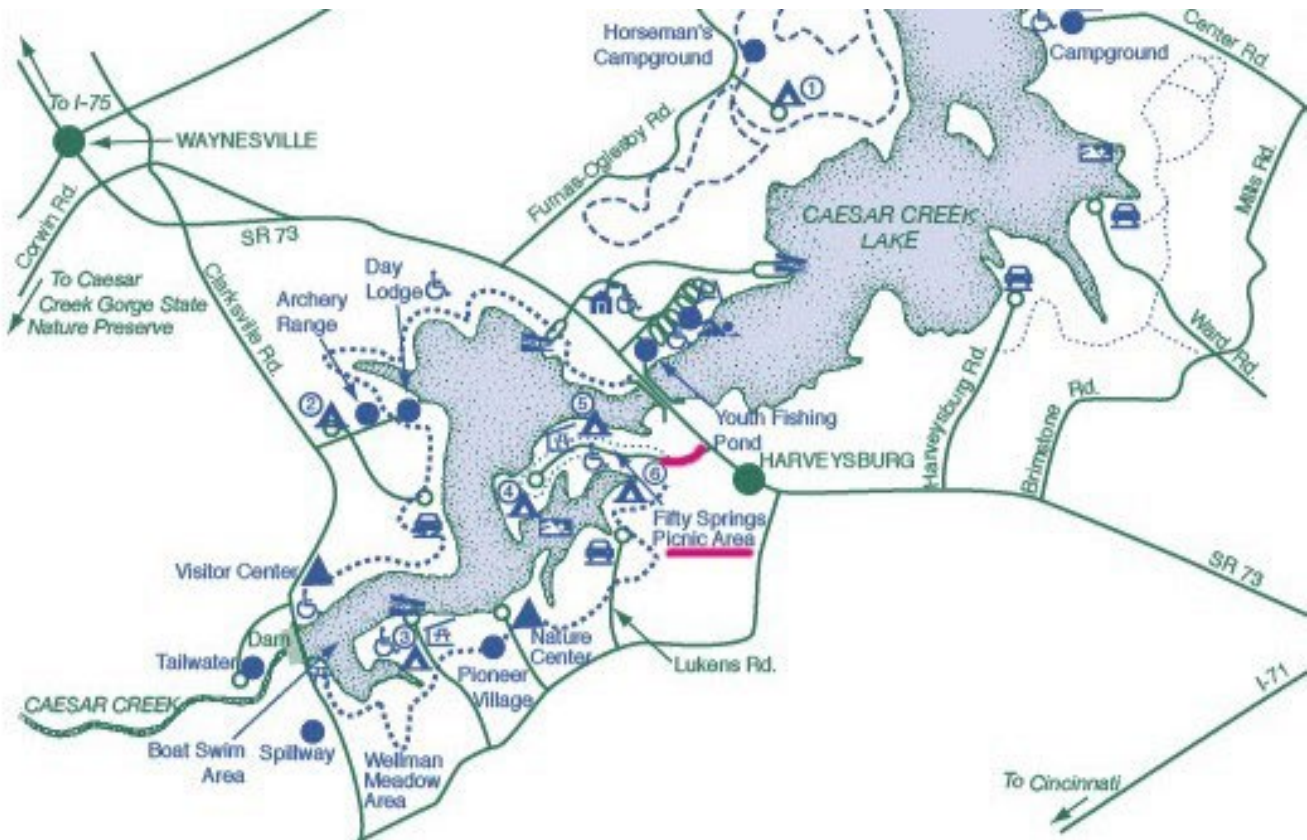 Horseman's
Campground
Center Rd.
Campground
To I-75
WAYNESVILLE
1
Furnas-Oglesby Rd.
Mills Rd.
Corwin Rd.
SR 73
CAESAR CREEK
LAKE
To Caesar
Creek Gorge State
Nature Preserve
Clarksville Rd.
Day
Lodge
Archery
Range
Ward Rd.
Harveysburg Rd.
Brimstone Rd.
2
5
Youth Fishing
Pond
HARVEYSBURG
6
4
Fifty Springs
Picnic Area
Visitor Center
SR 73
Dam
3
Nature
Center
Lukens Rd.
Tailwater
Pioneer
Village
CAESAR CREEK
I-71
Boat Swim
Area
Spillway
Wellman
Meadow
Area
To Cincinnati